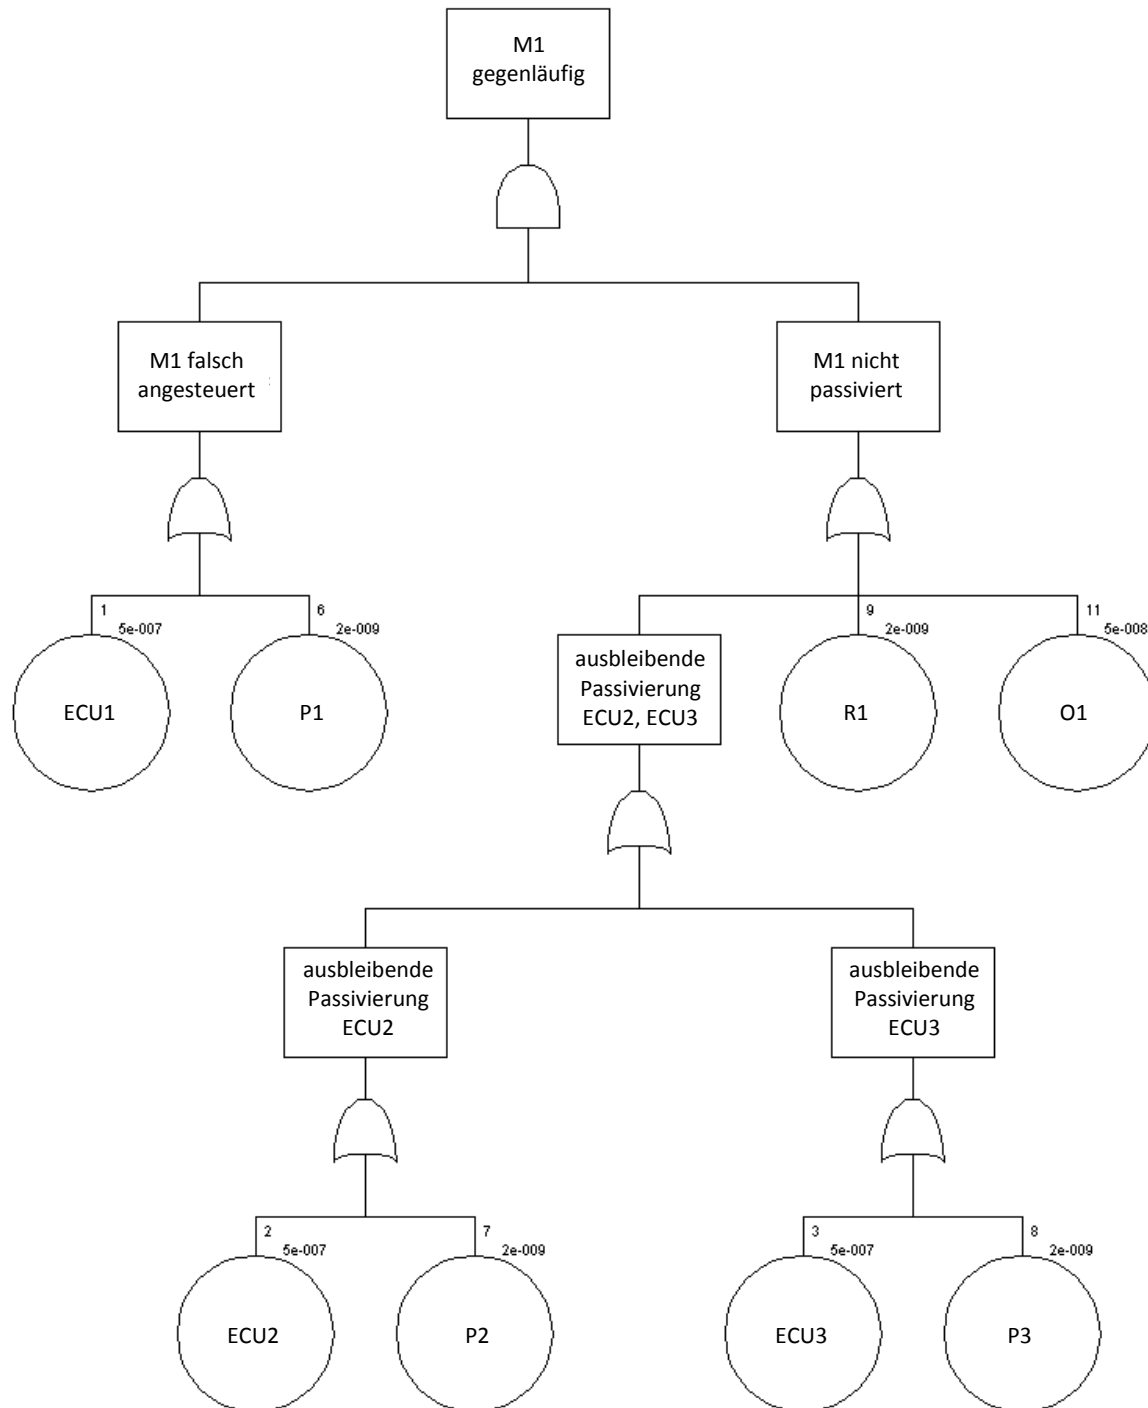 M1
gegenläufig
M1 falsch
angesteuert
M1 nicht
passiviert
1
5e-007
6
2e-009
9
2e-009
11
5e-008
ECU1
P1
ausbleibende
Passivierung
ECU2, ECU3
R1
O1
ausbleibende
Passivierung
ECU2
ausbleibende
Passivierung
ECU3
2
5e-007
7
2e-009
3
5e-007
8
2e-009
ECU2
P2
ECU3
P3